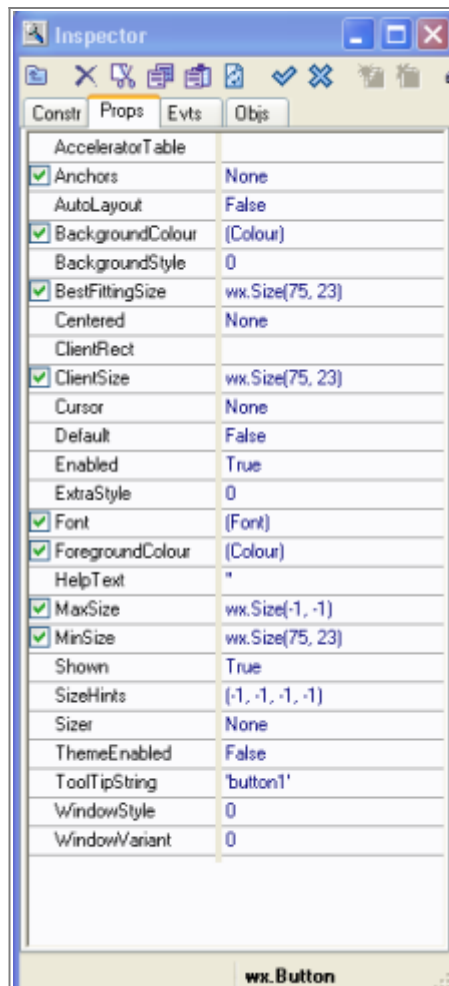 Inspector
Constr Props Evts Objs
AcceleratorTable
Anchors None
AutoLayout False
BackgroundColour (Colour)
BackgroundStyle 0
BestFittingSize wx.Size(75, 23)
Centered None
ClientRect
ClientSize wx.Size(75, 23)
Cursor None
Default False
Enabled True
ExtraStyle 0
Font (Font)
ForegroundColour (Colour)
HelpText ''
MaxSize wx.Size(-1, -1)
MinSize wx.Size(75, 23)
Shown True
SizeHints (-1, -1, -1, -1)
Sizer None
ThemeEnabled False
ToolTipString 'button1'
WindowStyle 0
WindowVariant 0
wx.Button